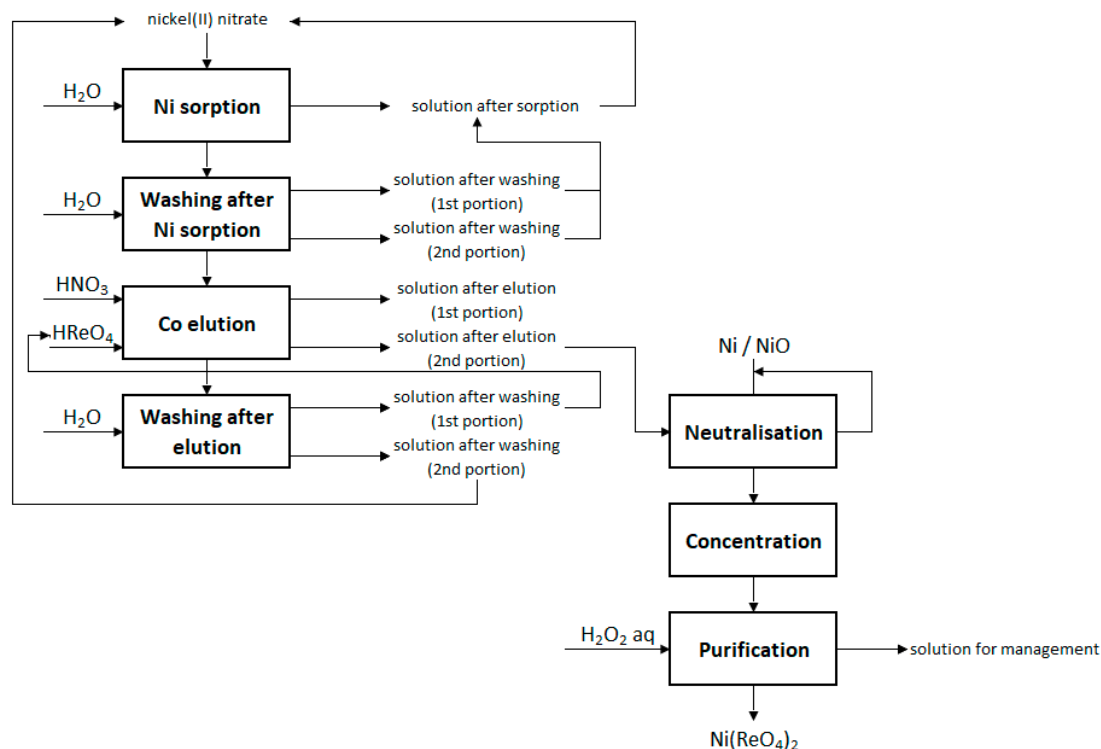 nickel(II) nitrate
H₂O
Ni sorption
solution after sorption
H₂O
Washing after
Ni sorption
solution after washing
(1st portion)
solution after washing
(2nd portion)
HNO₃
HReO₄
Co elution
solution after elution
(1st portion)
solution after elution
(2nd portion)
H₂O
Washing after
elution
solution after washing
(1st portion)
solution after washing
(2nd portion)
Ni / NiO
Neutralisation
Concentration
H₂O₂ aq
Purification
solution for management
Ni(ReO₄)₂